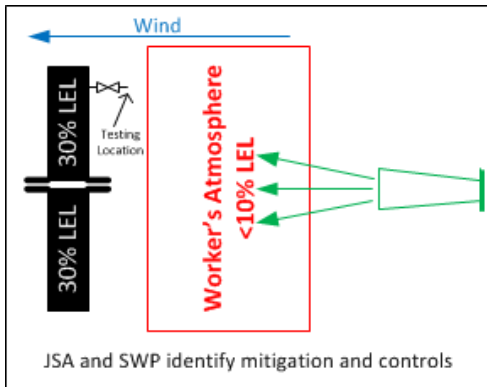 Wind
30% LEL
Testing
Location
30% LEL
Worker's Atmosphere
<10% LEL
JSA and SWP identify mitigation and controls